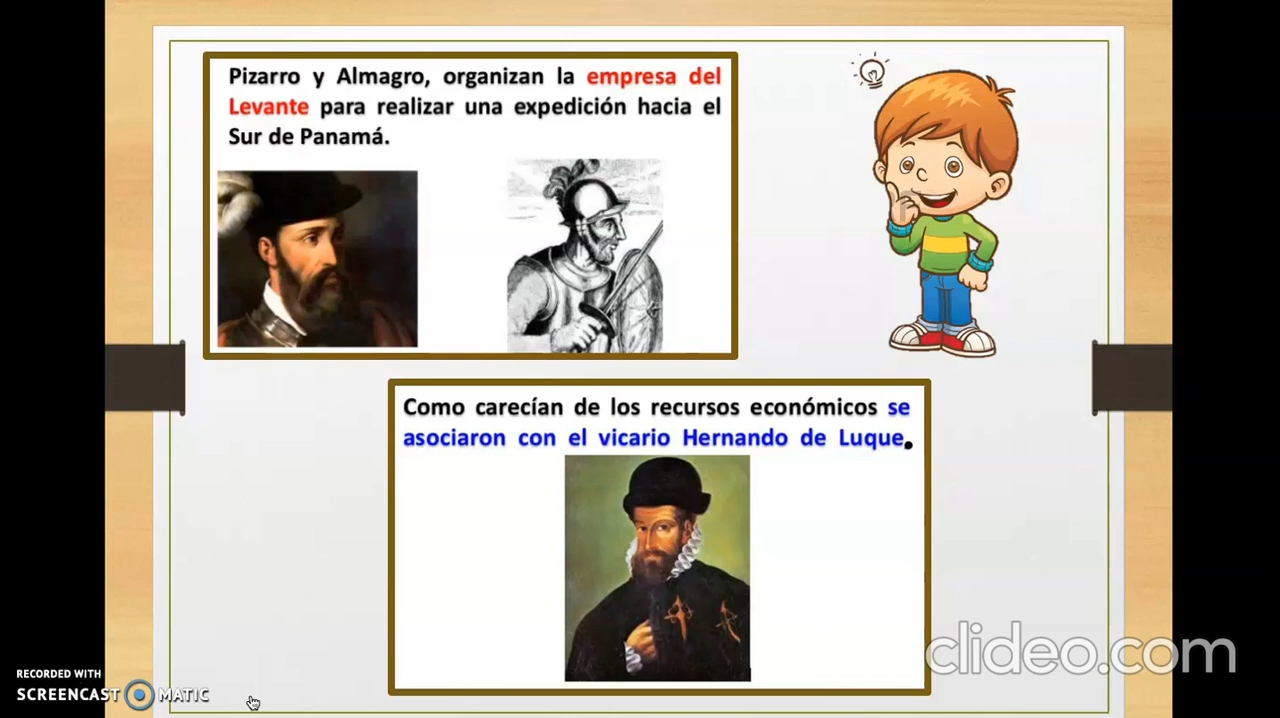 Pizarro y Almagro, organizan la empresa del
Levante para realizar una expedición hacia el
Sur de Panamá.
Como carecían de los recursos económicos se
asociaron con el vicario Hernando de Luque.
clideo.com
RECORDED WITH
SCREENCAST MATIC